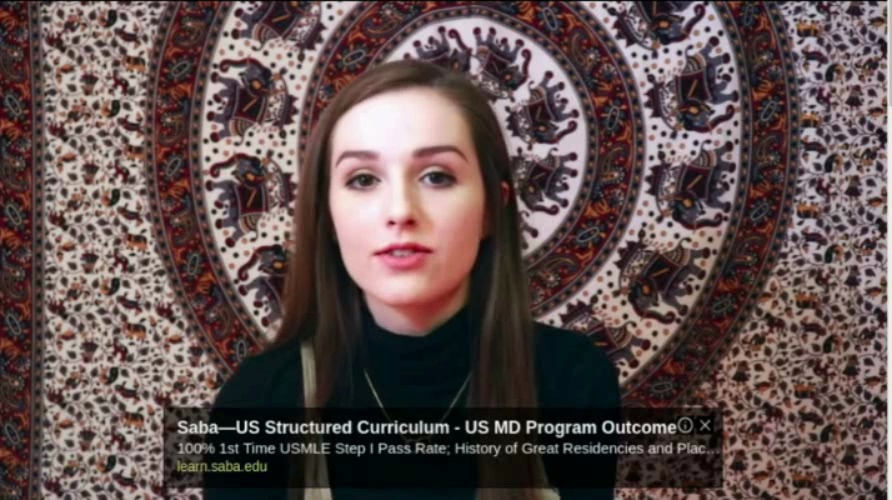 Saba—US Structured Curriculum - US MD Program Outcome
100% 1st Time USMLE Step I Pass Rate; History of Great Residencies and Plac...
learn.saba.edu